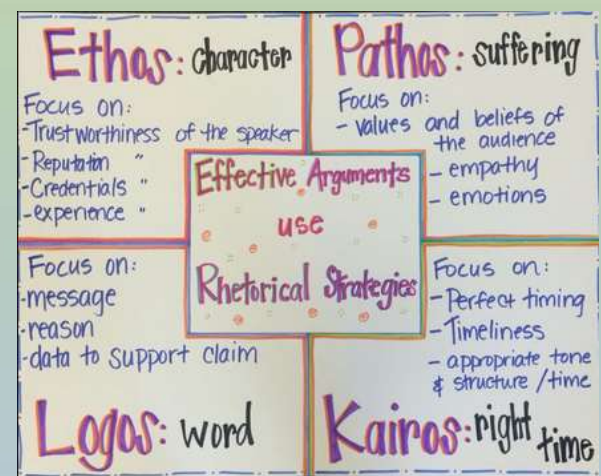 Ethos: character
Focus on:
-Trustworthiness of the speaker
-Reputation "
-Credentials "
-experience "
Pathos: suffering
Focus on:
- values and beliefs of
the audience
- empathy
- emotions
Effective Arguments
use
Rhetorical Strategies
Focus on:
-message
-reason
-data to support claim
Logos: word
Focus on:
-Perfect timing
-Timeliness
- appropriate tone
& structure/time
Kairos: right time